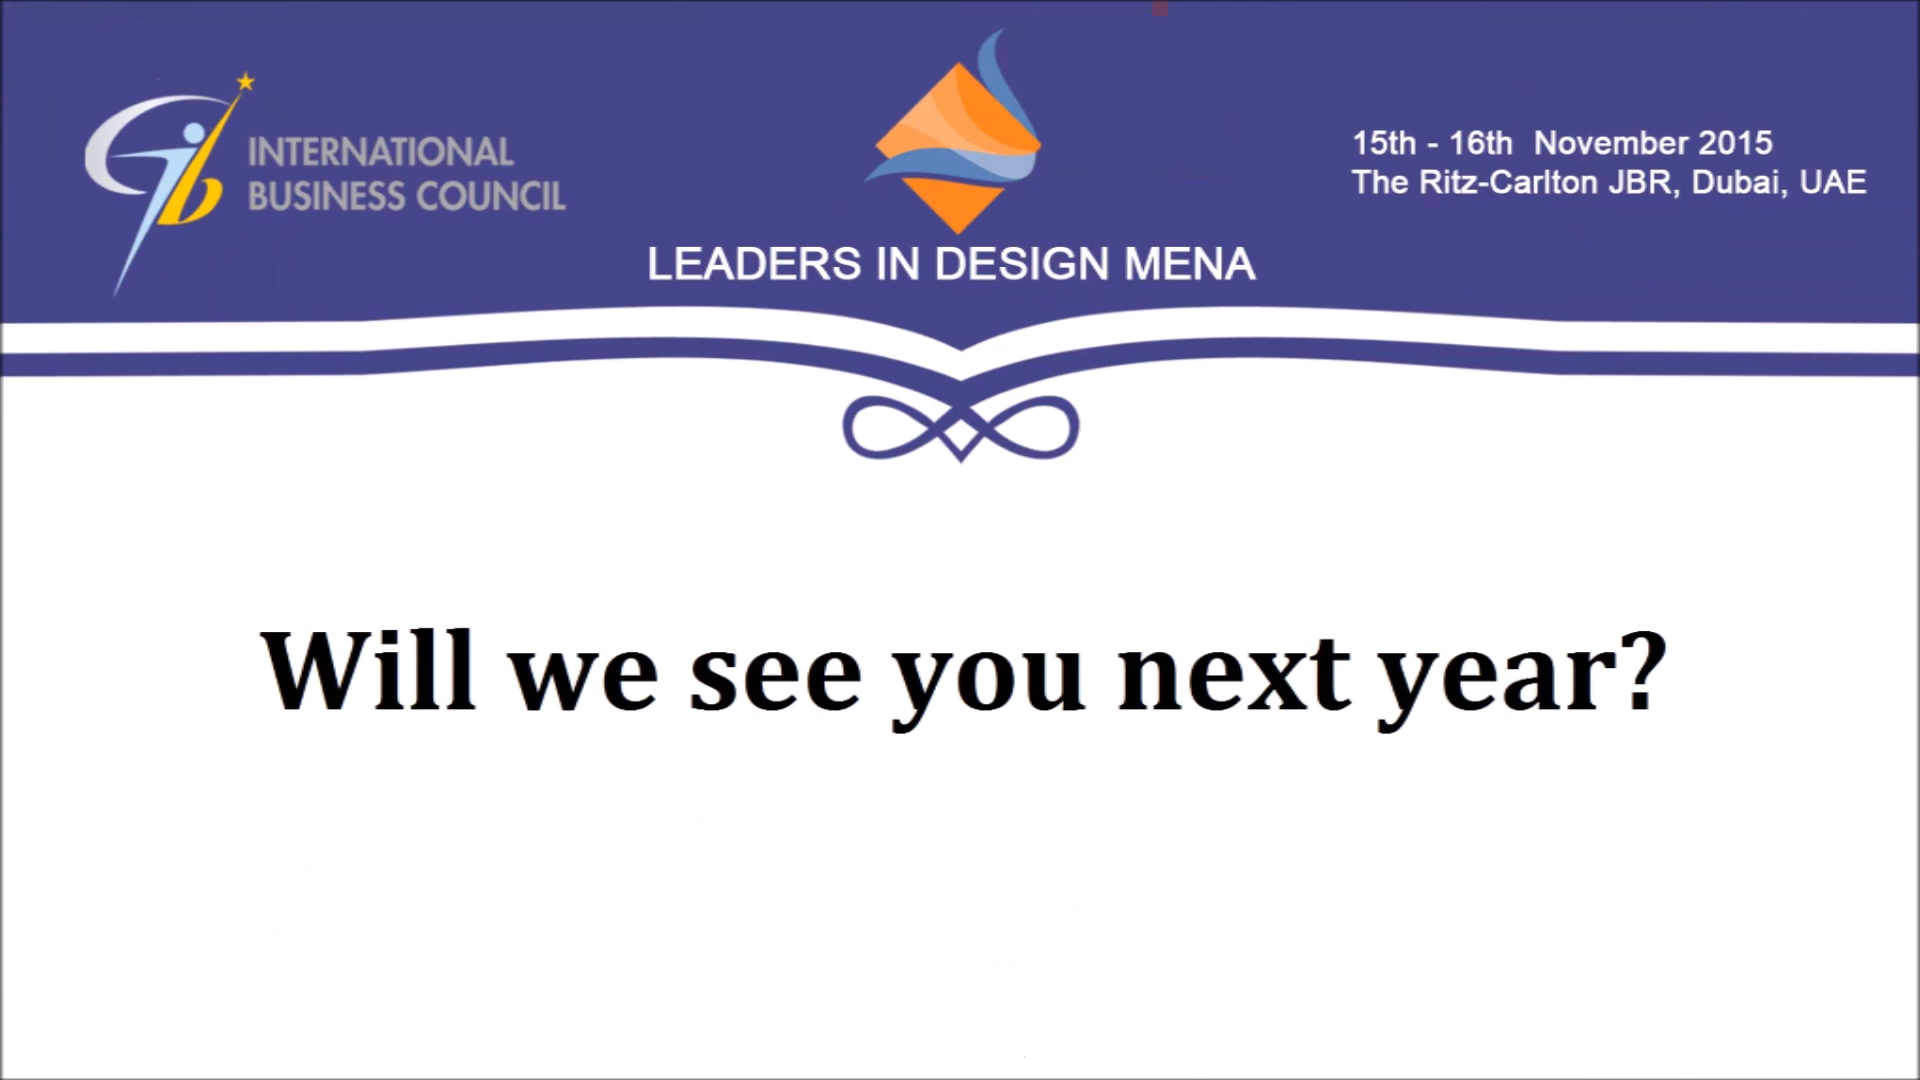 INTERNATIONAL
BUSINESS COUNCIL
LEADERS IN DESIGN MENA
15th - 16th  November 2015
The Ritz-Carlton JBR, Dubai, UAE
Will we see you next year?